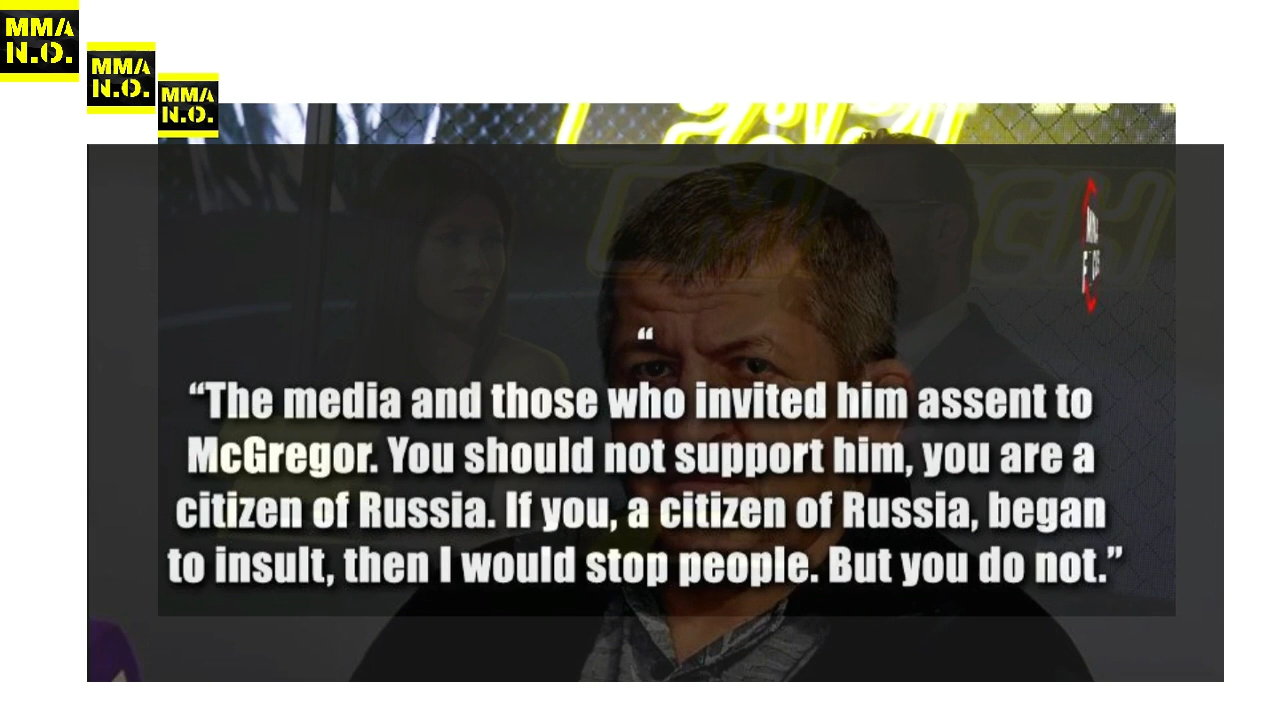 MMA
N.O.
MMA
N.O.
MMA
N.O.
“
“The media and those who invited him assent to
McGregor. You should not support him, you are a
citizen of Russia. If you, a citizen of Russia, began
to insult, then I would stop people. But you do not.”